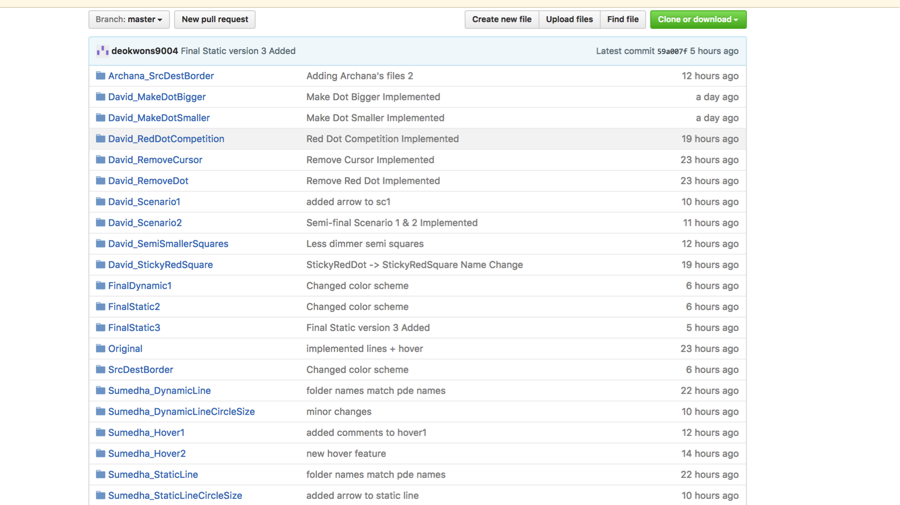 Branch: master New pull request Create new file Upload files Find file Clone or download
deokwons9004 Final Static version 3 Added Latest commit 59a007f 5 hours ago
Archana_SrcDestBorder Adding Archana's files 2 12 hours ago
David_MakeDotBigger Make Dot Bigger Implemented a day ago
David_MakeDotSmaller Make Dot Smaller Implemented a day ago
David_RedDotCompetition Red Dot Competition Implemented 19 hours ago
David_RemoveCursor Remove Cursor Implemented 23 hours ago
David_RemoveDot Remove Red Dot Implemented 23 hours ago
David_Scenario1 added arrow to sc1 10 hours ago
David_Scenario2 Semi-final Scenario 1 & 2 Implemented 11 hours ago
David_SemiSmallerSquares Less dimmer semi squares 12 hours ago
David_StickyRedSquare StickyRedDot -> StickyRedSquare Name Change 19 hours ago
FinalDynamic1 Changed color scheme 6 hours ago
FinalStatic2 Changed color scheme 6 hours ago
FinalStatic3 Final Static version 3 Added 5 hours ago
Original implemented lines + hover 23 hours ago
SrcDestBorder Changed color scheme 6 hours ago
Sumedha_DynamicLine folder names match pde names 22 hours ago
Sumedha_DynamicLineCircleSize minor changes 10 hours ago
Sumedha_Hover1 added comments to hover1 12 hours ago
Sumedha_Hover2 new hover feature 14 hours ago
Sumedha_StaticLine folder names match pde names 22 hours ago
Sumedha_StaticLineCircleSize added arrow to static line 10 hours ago